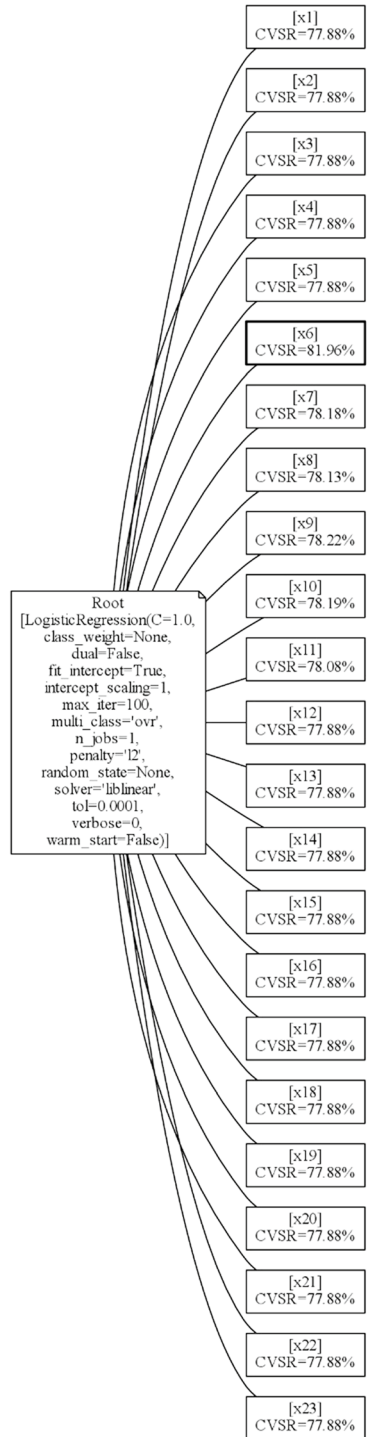 [x1]
CVSR=77.88%
[x2]
CVSR=77.88%
[x3]
CVSR=77.88%
[x4]
CVSR=77.88%
[x5]
CVSR=77.88%
[x6]
CVSR=81.96%
[x7]
CVSR=78.18%
[x8]
CVSR=78.13%
[x9]
CVSR=78.22%
Root
[LogisticRegression(C=1.0,
class_weight=None,
dual=False,
fit_intercept=True,
intercept_scaling=1,
max_iter=100,
multi_class='ovr',
n_jobs=1,
penalty='l2',
random_state=None,
solver='liblinear',
tol=0.0001,
verbose=0,
warm_start=False)]
[x10]
CVSR=78.19%
[x11]
CVSR=78.08%
[x12]
CVSR=77.88%
[x13]
CVSR=77.88%
[x14]
CVSR=77.88%
[x15]
CVSR=77.88%
[x16]
CVSR=77.88%
[x17]
CVSR=77.88%
[x18]
CVSR=77.88%
[x19]
CVSR=77.88%
[x20]
CVSR=77.88%
[x21]
CVSR=77.88%
[x22]
CVSR=77.88%
[x23]
CVSR=77.88%